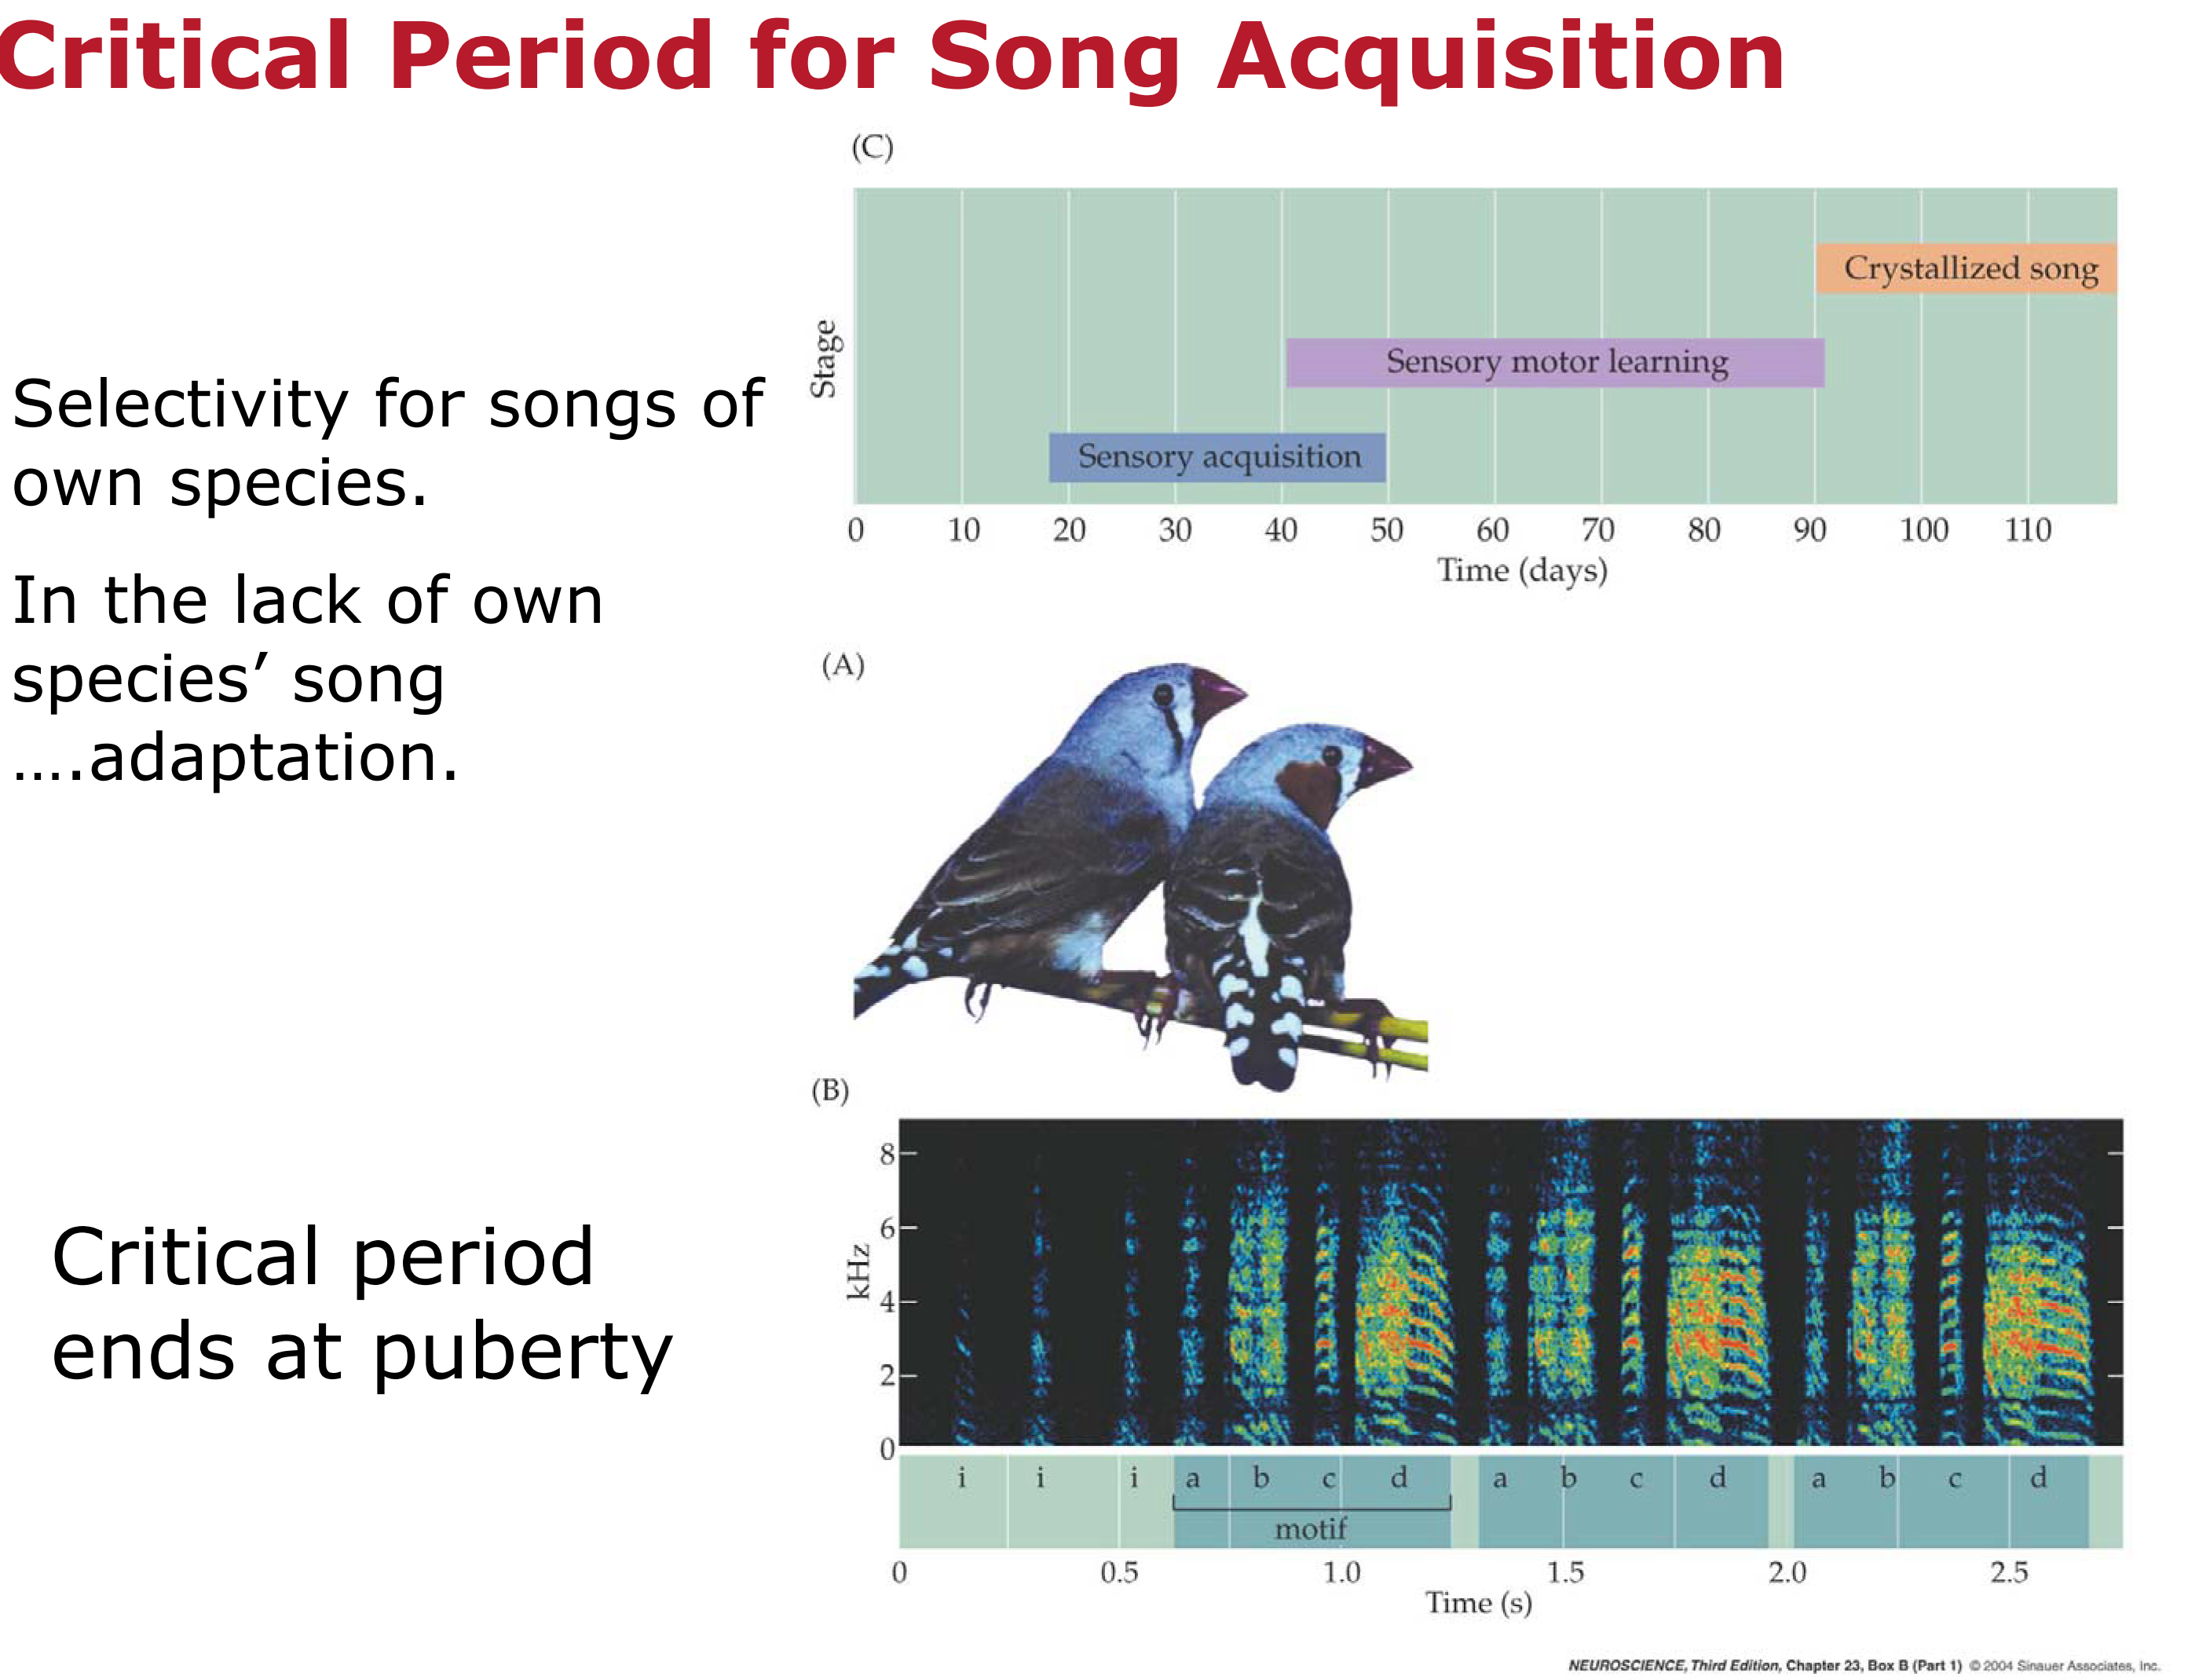 Critical Period for Song Acquisition
Selectivity for songs of
own species.
In the lack of own
species’ song
….adaptation.
Critical period
ends at puberty
(C)
Stage
Crystallized song
Sensory motor learning
Sensory acquisition
0 10 20 30 40 50 60 70 80 90 100 110
Time (days)
(A)
(B)
kHz
8
6
4
2
0
i i i a b c d a b c d a b c d
motif
0 0.5 1.0 1.5 2.0 2.5
Time (s)
NEUROSCIENCE, Third Edition, Chapter 23, Box B (Part 1) © 2004 Sinauer Associates, Inc.